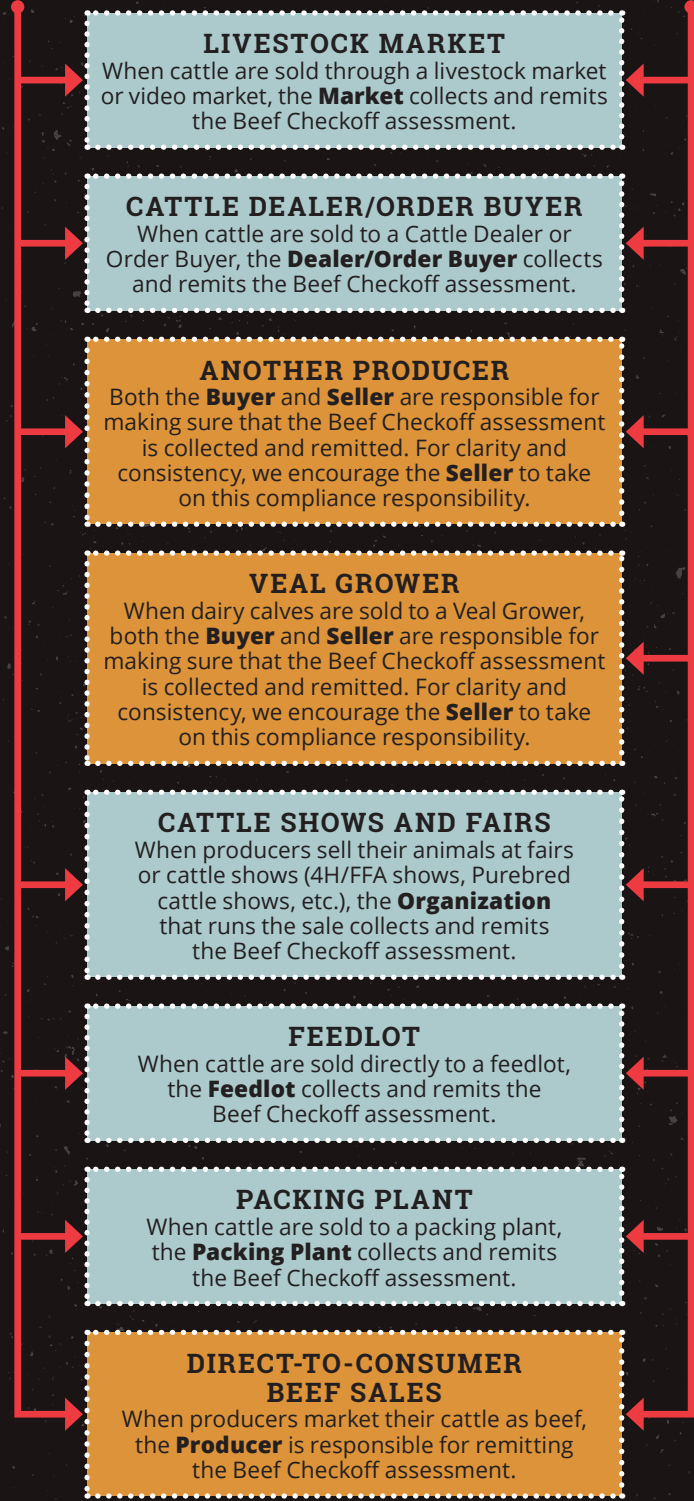 LIVESTOCK MARKET
When cattle are sold through a livestock market
or video market, the Market collects and remits
the Beef Checkoff assessment.
CATTLE DEALER/ORDER BUYER
When cattle are sold to a Cattle Dealer or
Order Buyer, the Dealer/Order Buyer collects
and remits the Beef Checkoff assessment.
ANOTHER PRODUCER
Both the Buyer and Seller are responsible for
making sure that the Beef Checkoff assessment
is collected and remitted. For clarity and
consistency, we encourage the Seller to take
on this compliance responsibility.
VEAL GROWER
When dairy calves are sold to a Veal Grower,
both the Buyer and Seller are responsible for
making sure that the Beef Checkoff assessment
is collected and remitted. For clarity and
consistency, we encourage the Seller to take
on this compliance responsibility.
CATTLE SHOWS AND FAIRS
When producers sell their animals at fairs
or cattle shows (4H/FFA shows, Purebred
cattle shows, etc.), the Organization
that runs the sale collects and remits
the Beef Checkoff assessment.
FEEDLOT
When cattle are sold directly to a feedlot,
the Feedlot collects and remits the
Beef Checkoff assessment.
PACKING PLANT
When cattle are sold to a packing plant,
the Packing Plant collects and remits
the Beef Checkoff assessment.
DIRECT-TO-CONSUMER
BEEF SALES
When producers market their cattle as beef,
the Producer is responsible for remitting
the Beef Checkoff assessment.